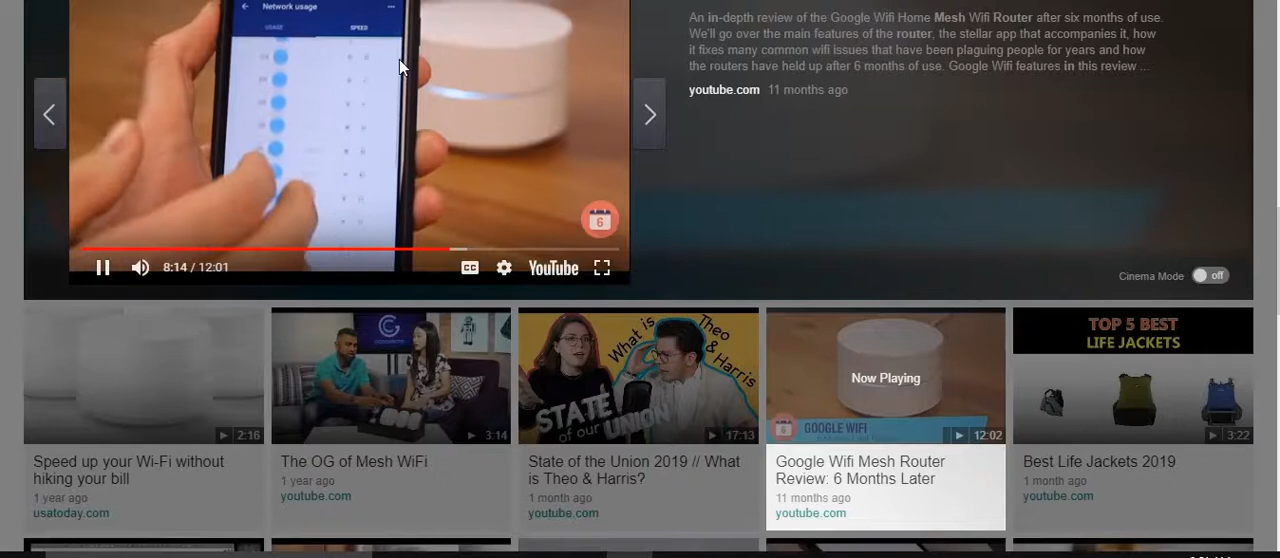 Network usage
USAGE
SPEED
An in-depth review of the Google Wifi Home Mesh Wifi Router after six months of use.
We'll go over the main features of the router, the stellar app that accompanies it, how
it fixes many common wifi issues that have been plaguing people for years and how
the routers have held up after 6 months of use. Google Wifi features in this review ...
youtube.com 11 months ago
6
8:14 / 12:01
CC
YouTube
Cinema Mode off
2:16
Speed up your Wi-Fi without
hiking your bill
1 year ago
usatoday.com
3:14
The OG of Mesh WiFi
1 year ago
youtube.com
What is
Theo
& Harris?
STATE
of our UNION
17:13
State of the Union 2019 // What
is Theo & Harris?
1 month ago
youtube.com
Now Playing
6
GOOGLE WIFI
12:02
Google Wifi Mesh Router
Review: 6 Months Later
11 months ago
youtube.com
TOP 5 BEST
LIFE JACKETS
3:22
Best Life Jackets 2019
1 month ago
youtube.com